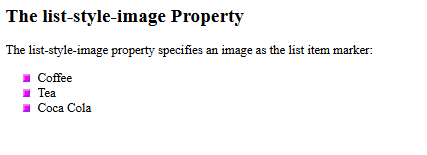 The list-style-image Property
The list-style-image property specifies an image as the list item marker:
Coffee
Tea
Coca Cola